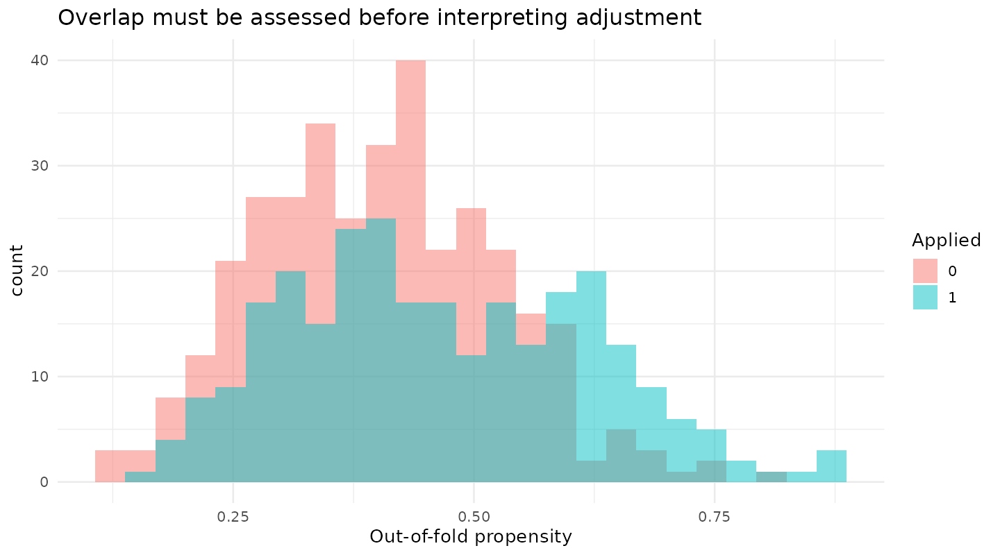 Overlap must be assessed before interpreting adjustment
40
30
20
10
0
count
0.25
0.50
0.75
Out-of-fold propensity
Applied
0
1